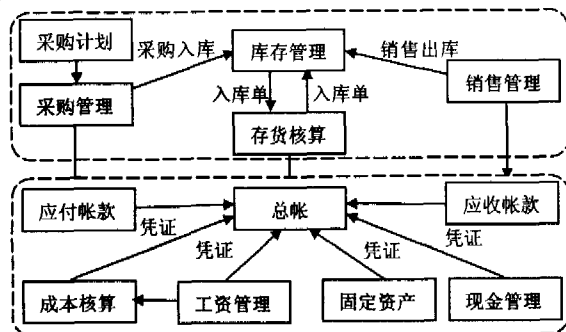 采购计划
采购入库
库存管理
销售出库
采购管理
销售管理
入库单
入库单
存货核算
应付帐款
总帐
应收帐款
凭证
凭证
凭证
凭证
成本核算
工资管理
固定资产
现金管理